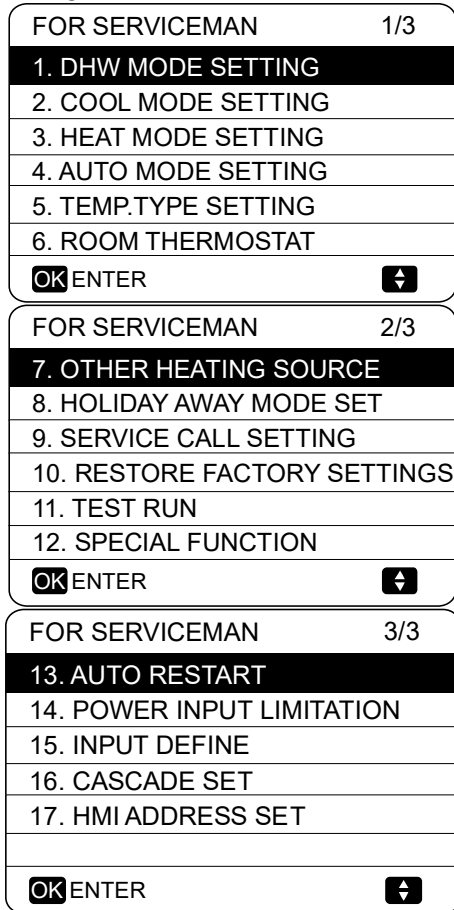 FOR SERVICEMAN 1/3
1. DHW MODE SETTING
2. COOL MODE SETTING
3. HEAT MODE SETTING
4. AUTO MODE SETTING
5. TEMP.TYPE SETTING
6. ROOM THERMOSTAT
OK ENTER
FOR SERVICEMAN 2/3
7. OTHER HEATING SOURCE
8. HOLIDAY AWAY MODE SET
9. SERVICE CALL SETTING
10. RESTORE FACTORY SETTINGS
11. TEST RUN
12. SPECIAL FUNCTION
OK ENTER
FOR SERVICEMAN 3/3
13. AUTO RESTART
14. POWER INPUT LIMITATION
15. INPUT DEFINE
16. CASCADE SET
17. HMI ADDRESS SET
OK ENTER